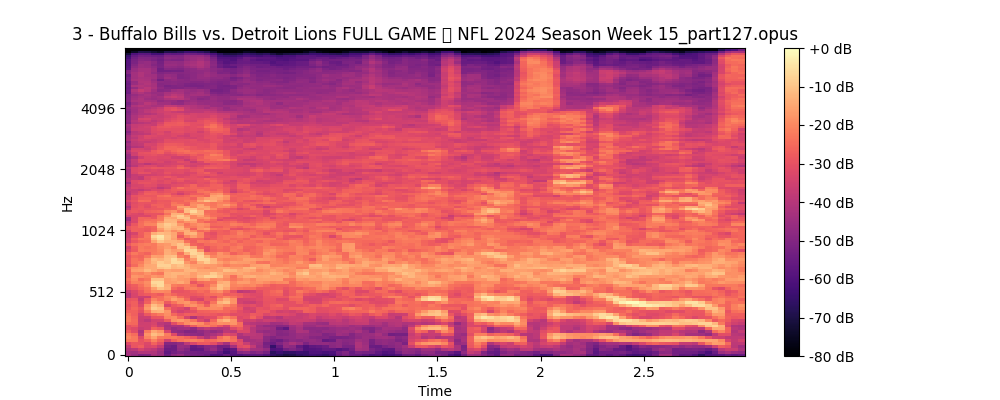 3 - Buffalo Bills vs. Detroit Lions FULL GAME ▯ NFL 2024 Season Week 15_part127.opus
+0 dB
4096
-10 dB
-20 dB
2048
-30 dB
Hz
1024
-40 dB
-50 dB
512
-60 dB
-70 dB
0
-80 dB
0 0.5 1 1.5 2 2.5
Time